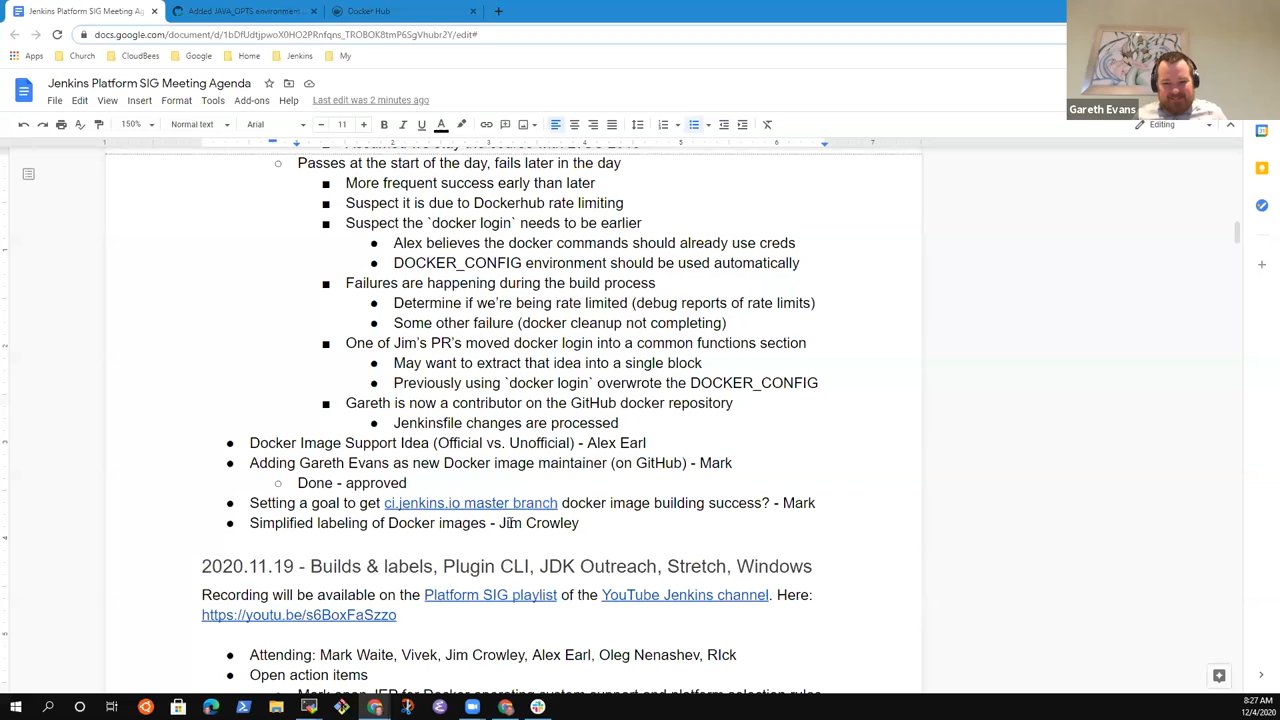 Jenkins Platform SIG Meeting Ag
Added JAVA_OPTS environment
Docker Hub
docs.google.com/document/d/1bDfUdtjpwoX0HO2PRnfqns_TROBOK8tmP6SgVhubr2Y/edit#
Apps Church CloudBees Google Home Jenkins My
Gareth Evans
Jenkins Platform SIG Meeting Agenda
File Edit View Insert Format Tools Add-ons Help Last edit was 2 minutes ago
150% Normal text Arial 11 Editing
1 1 2 3 4 5 6 7
Passes at the start of the day, fails later in the day
More frequent success early than later
Suspect it is due to Dockerhub rate limiting
Suspect the `docker login` needs to be earlier
Alex believes the docker commands should already use creds
DOCKER_CONFIG environment should be used automatically
Failures are happening during the build process
Determine if we're being rate limited (debug reports of rate limits)
Some other failure (docker cleanup not completing)
One of Jim's PR's moved docker login into a common functions section
May want to extract that idea into a single block
Previously using `docker login` overwrote the DOCKER_CONFIG
Gareth is now a contributor on the GitHub docker repository
Jenkinsfile changes are processed
Docker Image Support Idea (Official vs. Unofficial) - Alex Earl
Adding Gareth Evans as new Docker image maintainer (on GitHub) - Mark
Done - approved
Setting a goal to get ci.jenkins.io master branch docker image building success? - Mark
Simplified labeling of Docker images - Jim Crowley
2020.11.19 - Builds & labels, Plugin CLI, JDK Outreach, Stretch, Windows
Recording will be available on the Platform SIG playlist of the YouTube Jenkins channel. Here:
https://youtu.be/s6BoxFaSzzo
Attending: Mark Waite, Vivek, Jim Crowley, Alex Earl, Oleg Nenashev, RIck
Open action items
8:27 AM
12/4/2020